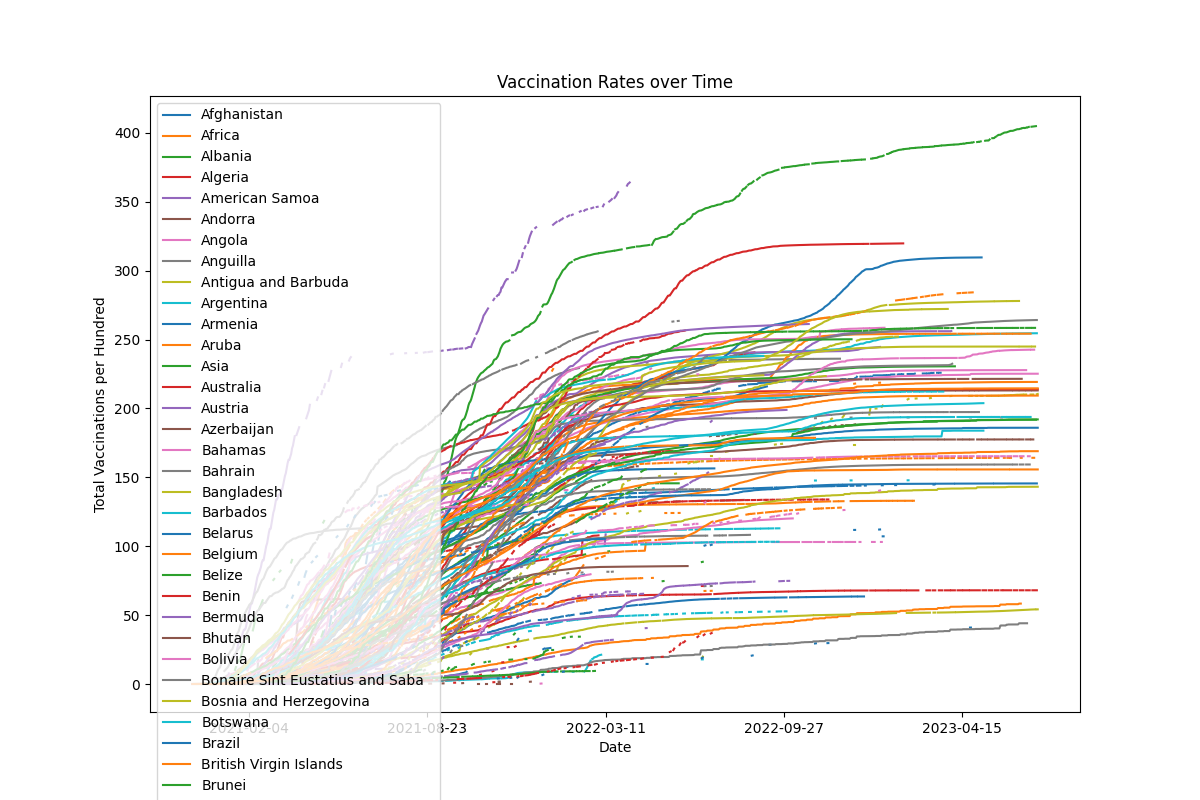 Vaccination Rates over Time
Total Vaccinations per Hundred
400
350
300
250
200
150
100
50
0
Afghanistan
Africa
Albania
Algeria
American Samoa
Andorra
Angola
Anguilla
Antigua and Barbuda
Argentina
Armenia
Aruba
Asia
Australia
Austria
Azerbaijan
Bahamas
Bahrain
Bangladesh
Barbados
Belarus
Belgium
Belize
Benin
Bermuda
Bhutan
Bolivia
Bonaire Sint Eustatius and Saba
Bosnia and Herzegovina
Botswana
Brazil
British Virgin Islands
Brunei
2021-02-04 2021-08-23 2022-03-11 2022-09-27 2023-04-15
Date